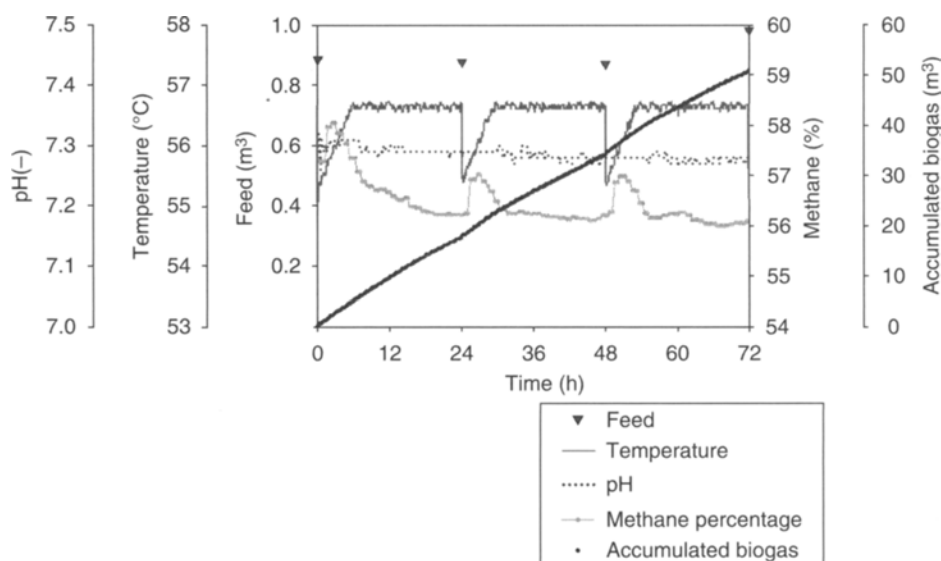 pH(–)
7.5
7.4
7.3
7.2
7.1
7.0
Temperature (°C)
58
57
56
55
54
53
Feed (m³)
1.0
0.8
0.6
0.4
0.2
0 12 24 36 48 60 72
Time (h)
Methane (%)
60
59
58
57
56
55
54
Accumulated biogas (m³)
60
50
40
30
20
10
0
Feed
Temperature
pH
Methane percentage
Accumulated biogas